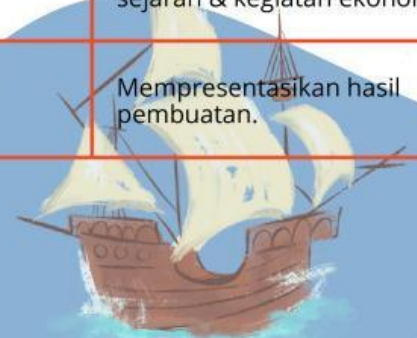 sejarah & kegiatan
Mempresentasikan hasil
pembuatan.